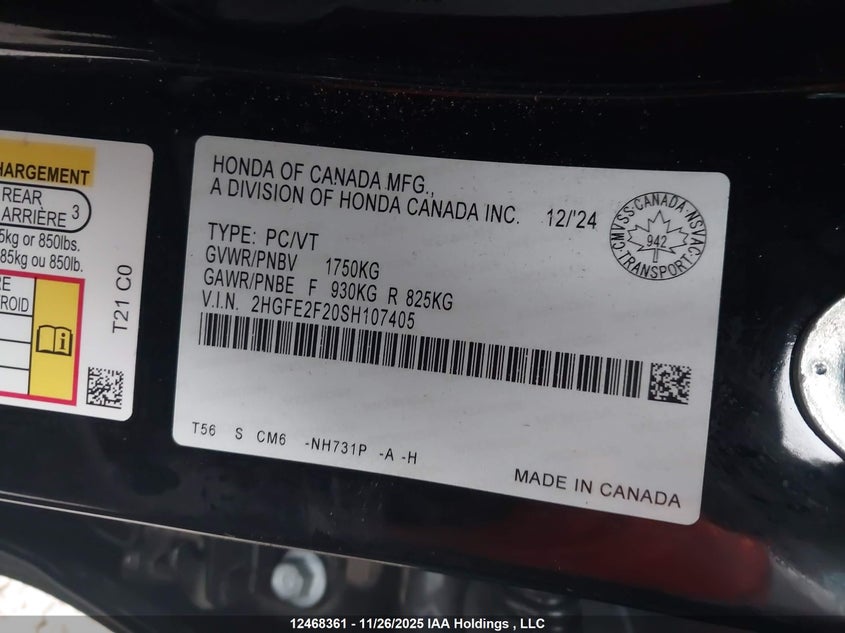 HARGEMENT
REAR
ARRIÈRE 3
5kg or 850lbs.
85kg ou 850lb.
RE
ROID
T21 C0
HONDA OF CANADA MFG.,
A DIVISION OF HONDA CANADA INC. 12/'24
TYPE: PC/VT
GVWR/PNBV 1750KG
GAWR/PNBE F 930KG R 825KG
V.I.N. 2HGFE2F20SH107405
T56 S CM6 -NH731P -A -H
MADE IN CANADA
CMVSS·CANADA·NSVAC
942
TRANSPORT
12468361 - 11/26/2025 IAA Holdings , LLC